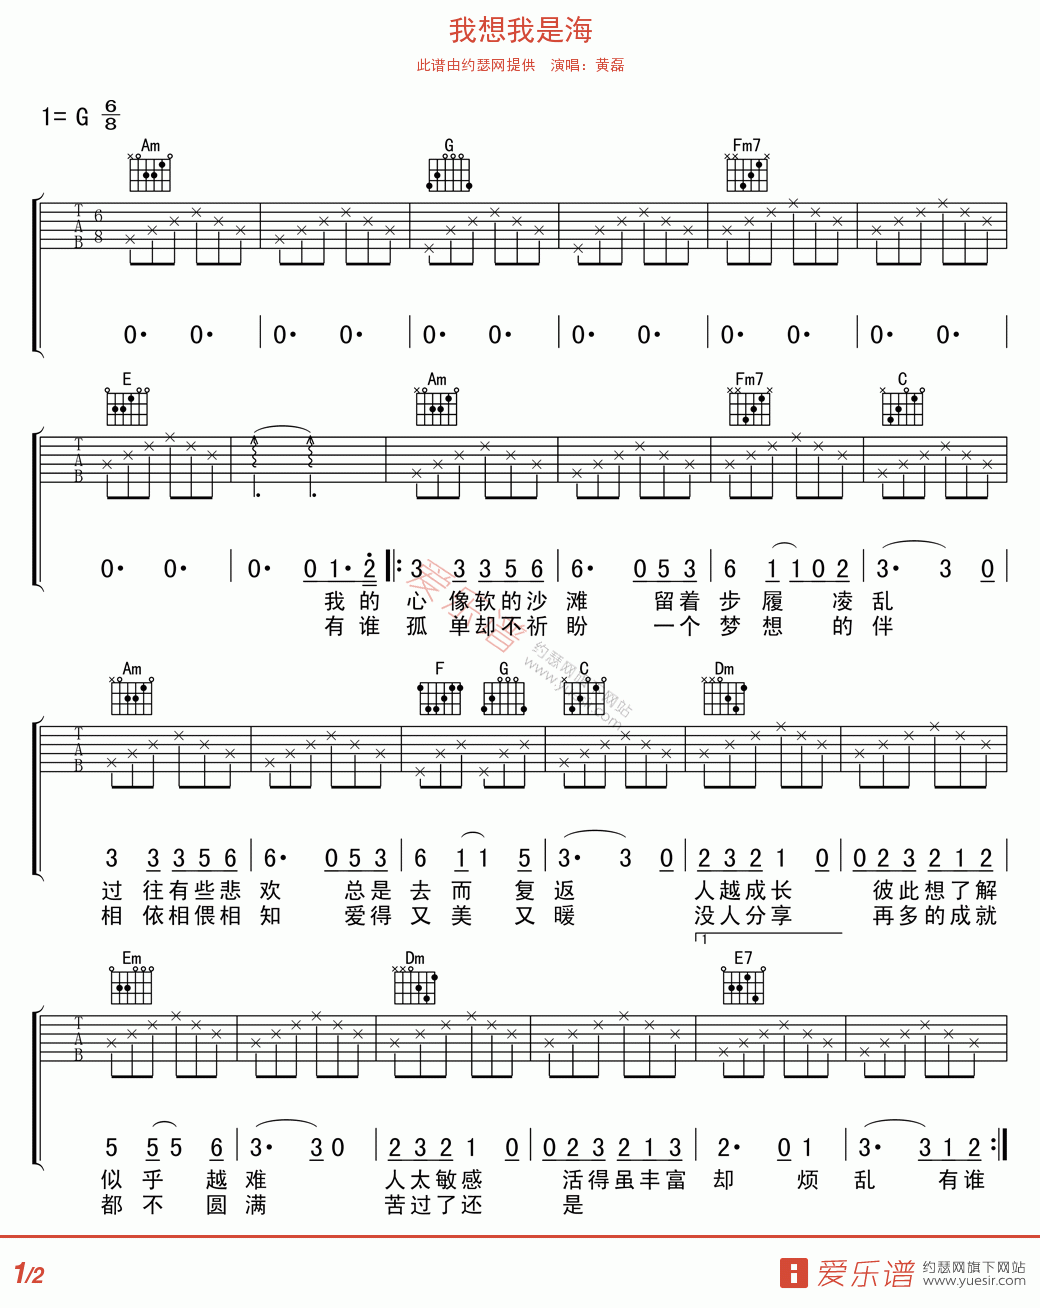 我想我是海
此谱由约瑟网提供 演唱：黄磊
1= G 6/8
Am G Fm7
T A B 6 8
0· 0· 0· 0· 0· 0· 0· 0· 0· 0· 0· 0·
E Am Fm7 C
T A B
0· 0· 0· 0 1· 2 3 3 3 5 6 6· 0 5 3 6 1 1 0 2 3· 3 0
我的心像软的沙滩 留着步履 凌乱
有谁孤单却不祈盼 一个梦想 的伴
Am F G C Dm
T A B
3 3 3 5 6 6· 0 5 3 6 1 1 5 3· 3 0 2 3 2 1 0 0 2 3 2 1 2
过往有些悲欢 总是去而复返 人越成长 彼此想了解
相依相偎相知 爱得又美又暖 没人分享 再多的成就
1
Em Dm E7
T A B
5 5 5 6 3· 3 0 2 3 2 1 0 0 2 3 2 1 3 2· 0 1 3· 3 1 2
似乎越难 人太敏感 活得虽丰富 却烦乱 有谁
都不圆满 苦过了还 是
1/2
爱乐谱 约瑟网旗下网站
www.yuesir.com